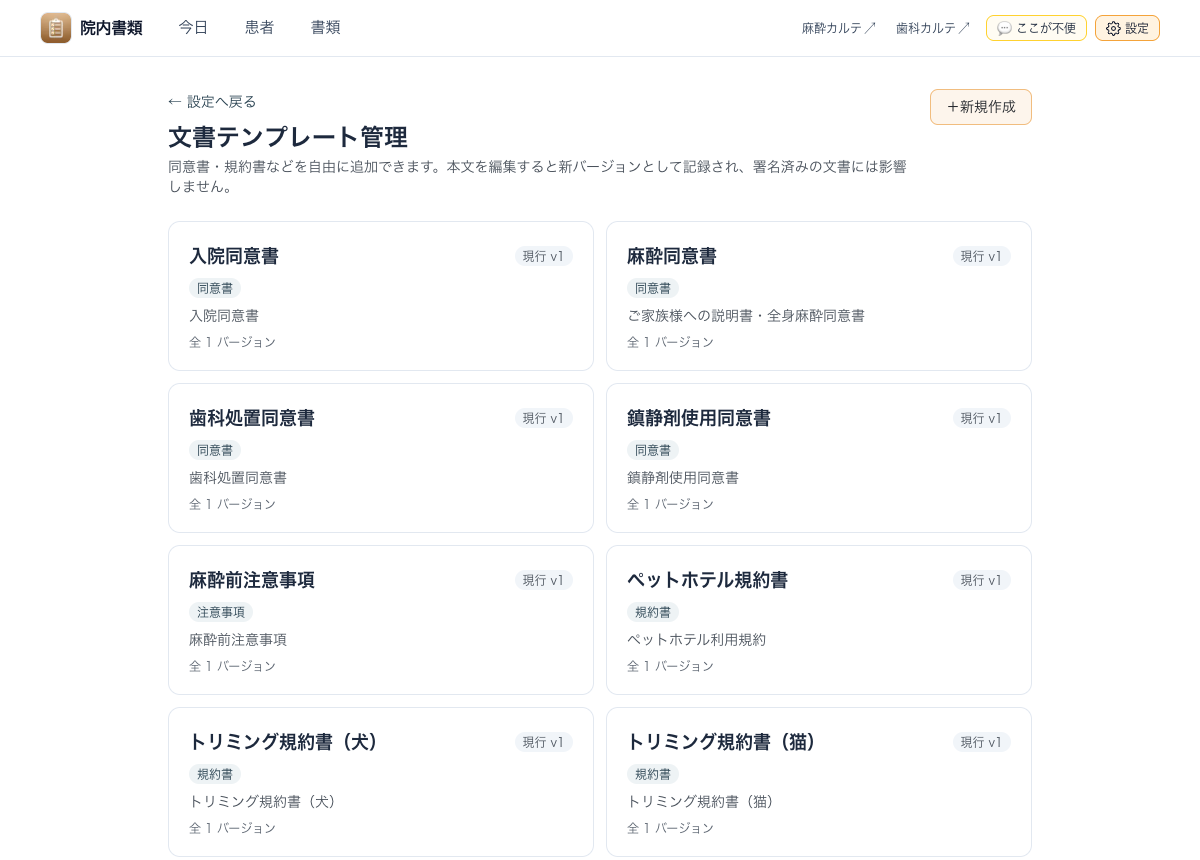 院内書類 今日 患者 書類 麻酔カルテ↗ 歯科カルテ↗ ここが不便 設定
← 設定へ戻る
＋新規作成
文書テンプレート管理
同意書・規約書などを自由に追加できます。本文を編集すると新バージョンとして記録され、署名済みの文書には影響
しません。
入院同意書 現行 v1
同意書
入院同意書
全 1 バージョン
麻酔同意書 現行 v1
同意書
ご家族様への説明書・全身麻酔同意書
全 1 バージョン
歯科処置同意書 現行 v1
同意書
歯科処置同意書
全 1 バージョン
鎮静剤使用同意書 現行 v1
同意書
鎮静剤使用同意書
全 1 バージョン
麻酔前注意事項 現行 v1
注意事項
麻酔前注意事項
全 1 バージョン
ペットホテル規約書 現行 v1
規約書
ペットホテル利用規約
全 1 バージョン
トリミング規約書（犬） 現行 v1
規約書
トリミング規約書（犬）
全 1 バージョン
トリミング規約書（猫） 現行 v1
規約書
トリミング規約書（猫）
全 1 バージョン